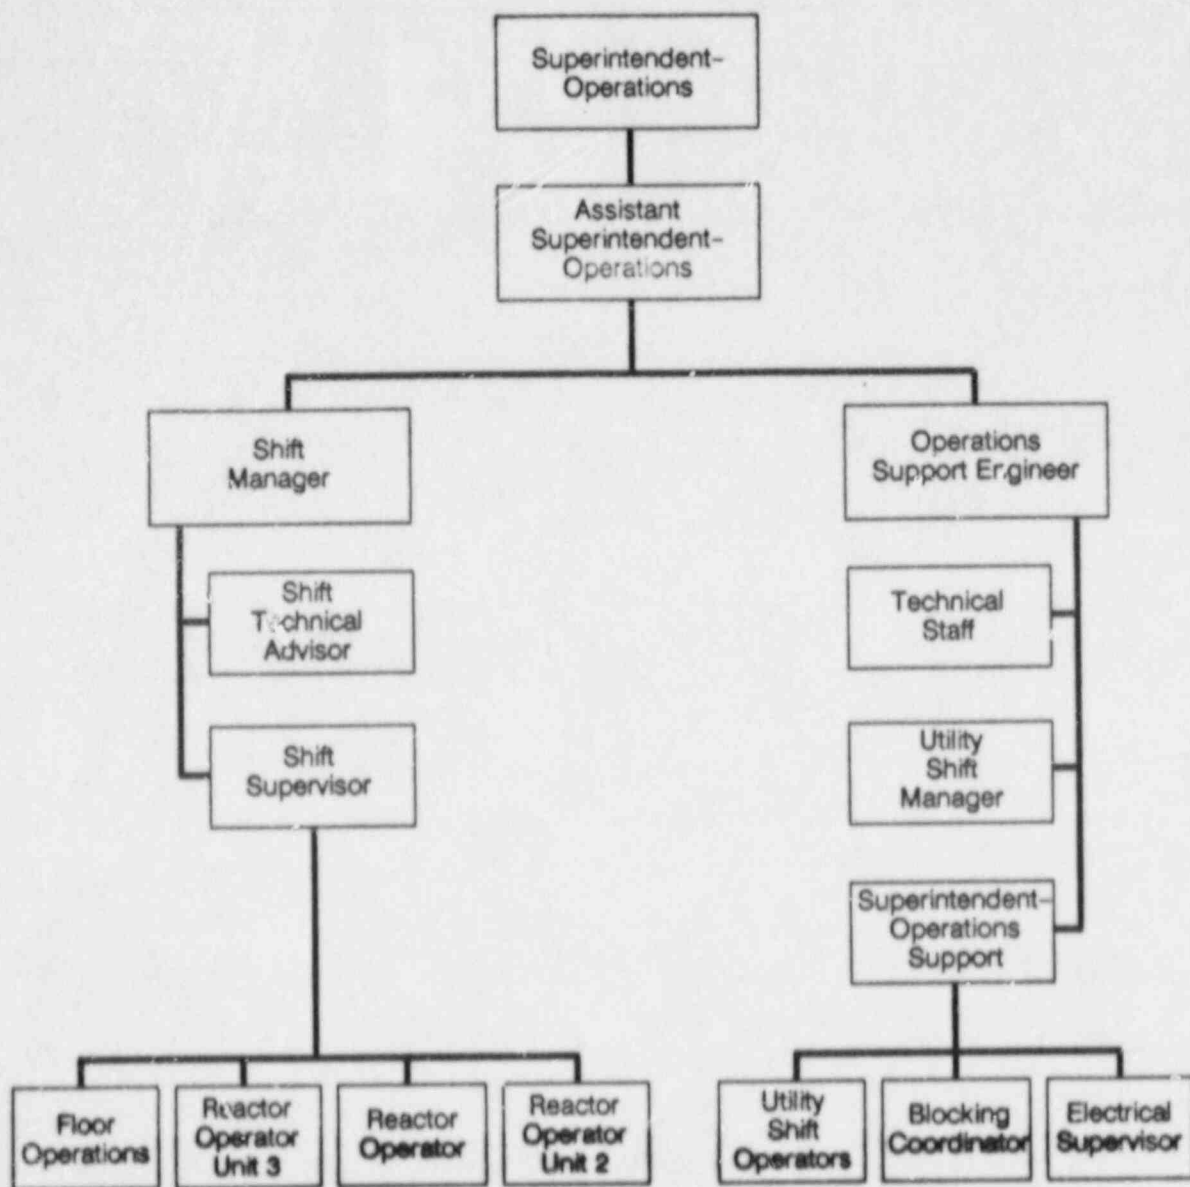 Superintendent-
Operations
Assistant
Superintendent-
Operations
Shift
Manager
Operations
Support Engineer
Shift
Technical
Advisor
Technical
Staff
Shift
Supervisor
Utility
Shift
Manager
Superintendent-
Operations
Support
Floor
Operations
Reactor
Operator
Unit 3
Reactor
Operator
Reactor
Operator
Unit 2
Utility
Shift
Operators
Blocking
Coordinator
Electrical
Supervisor